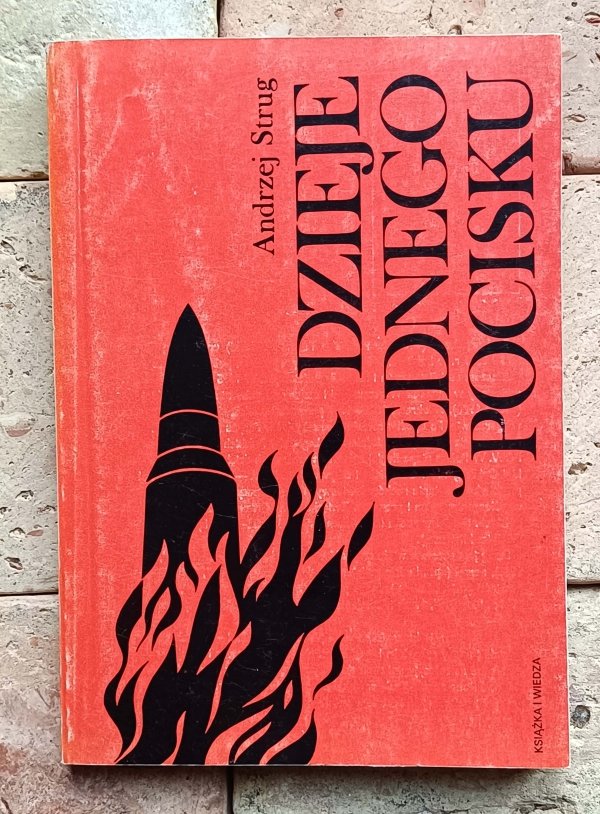 Andrzej Strug
DZIEJE
JEDNEGO
POCISKU
KSIĄŻKA I WIEDZA